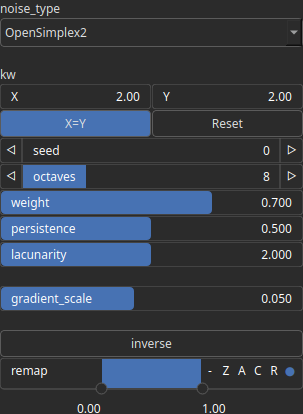 noise_type
OpenSimplex2
kw
X 2.00 Y 2.00
X=Y Reset
seed 0
octaves 8
weight 0.700
persistence 0.500
lacunarity 2.000
gradient_scale 0.050
inverse
remap - Z A C R
0.00 1.00